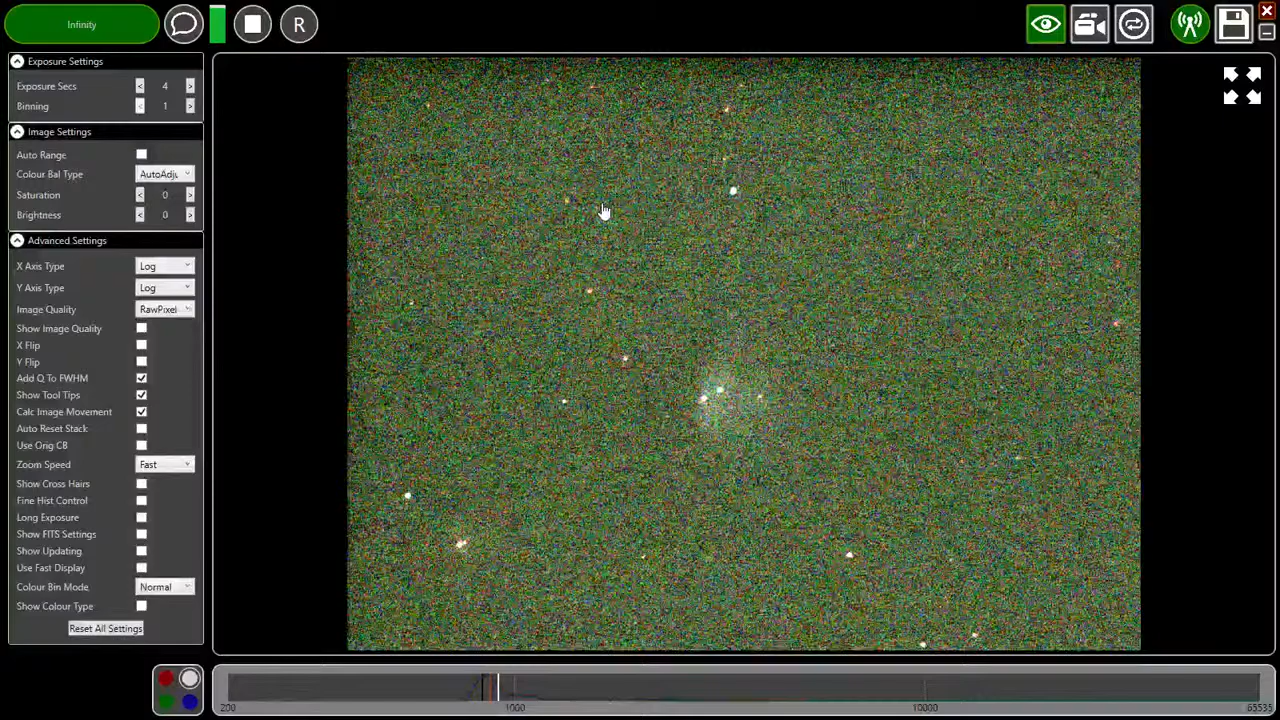 Infinity
R
Exposure Settings
Exposure Secs < 4 >
Binning < 1 >
Image Settings
Auto Range
Colour Bal Type AutoAdju
Saturation < 0 >
Brightness < 0 >
Advanced Settings
X Axis Type Log
Y Axis Type Log
Image Quality RawPixel
Show Image Quality
X Flip
Y Flip
Add Q To FWHM
Show Tool Tips
Calc Image Movement
Auto Reset Stack
Use Orig CB
Zoom Speed Fast
Show Cross Hairs
Fine Hist Control
Long Exposure
Show FITS Settings
Show Updating
Use Fast Display
Colour Bin Mode Normal
Show Colour Type
Reset All Settings
200 1000 10000 65535